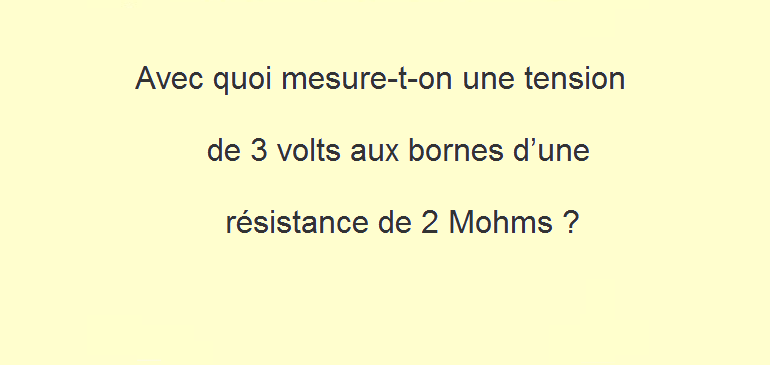 Avec quoi mesure-t-on une tension
de 3 volts aux bornes d’une
résistance de 2 Mohms ?